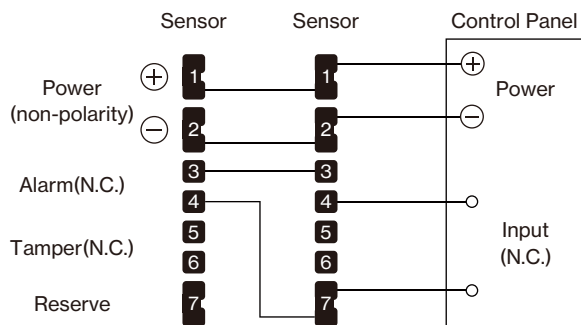 Sensor Sensor Control Panel
Power
(non-polarity)
+
−
Alarm(N.C.)
Tamper(N.C.)
Reserve
1
2
3
4
5
6
7
1
2
3
4
5
6
7
+
−
Power
Input
(N.C.)